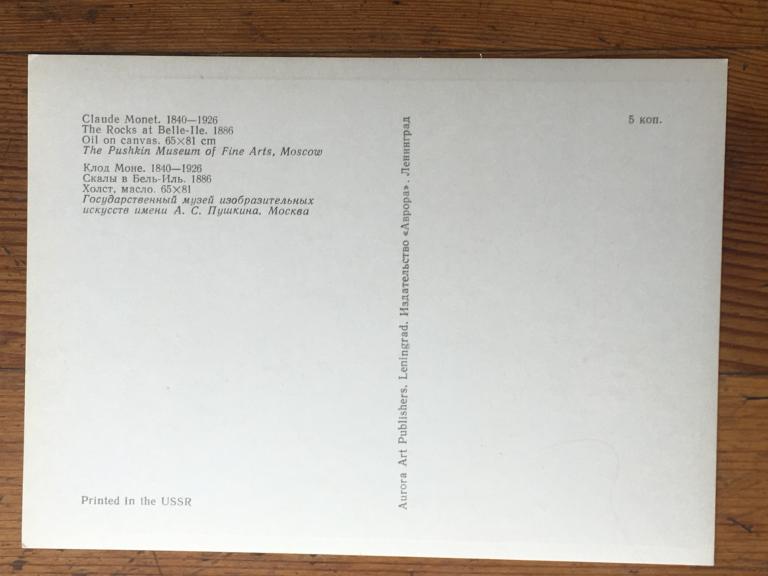 Claude Monet. 1840—1926
The Rocks at Belle-Ile. 1886
Oil on canvas. 65×81 cm
The Pushkin Museum of Fine Arts, Moscow
Клод Моне. 1840—1926
Скалы в Бель-Иль. 1886
Холст, масло. 65×81
Государственный музей изобразительных
искусств имени А. С. Пушкина. Москва
Printed in the USSR
Aurora Art Publishers. Leningrad. Издательство «Аврора». Ленинград
5 коп.